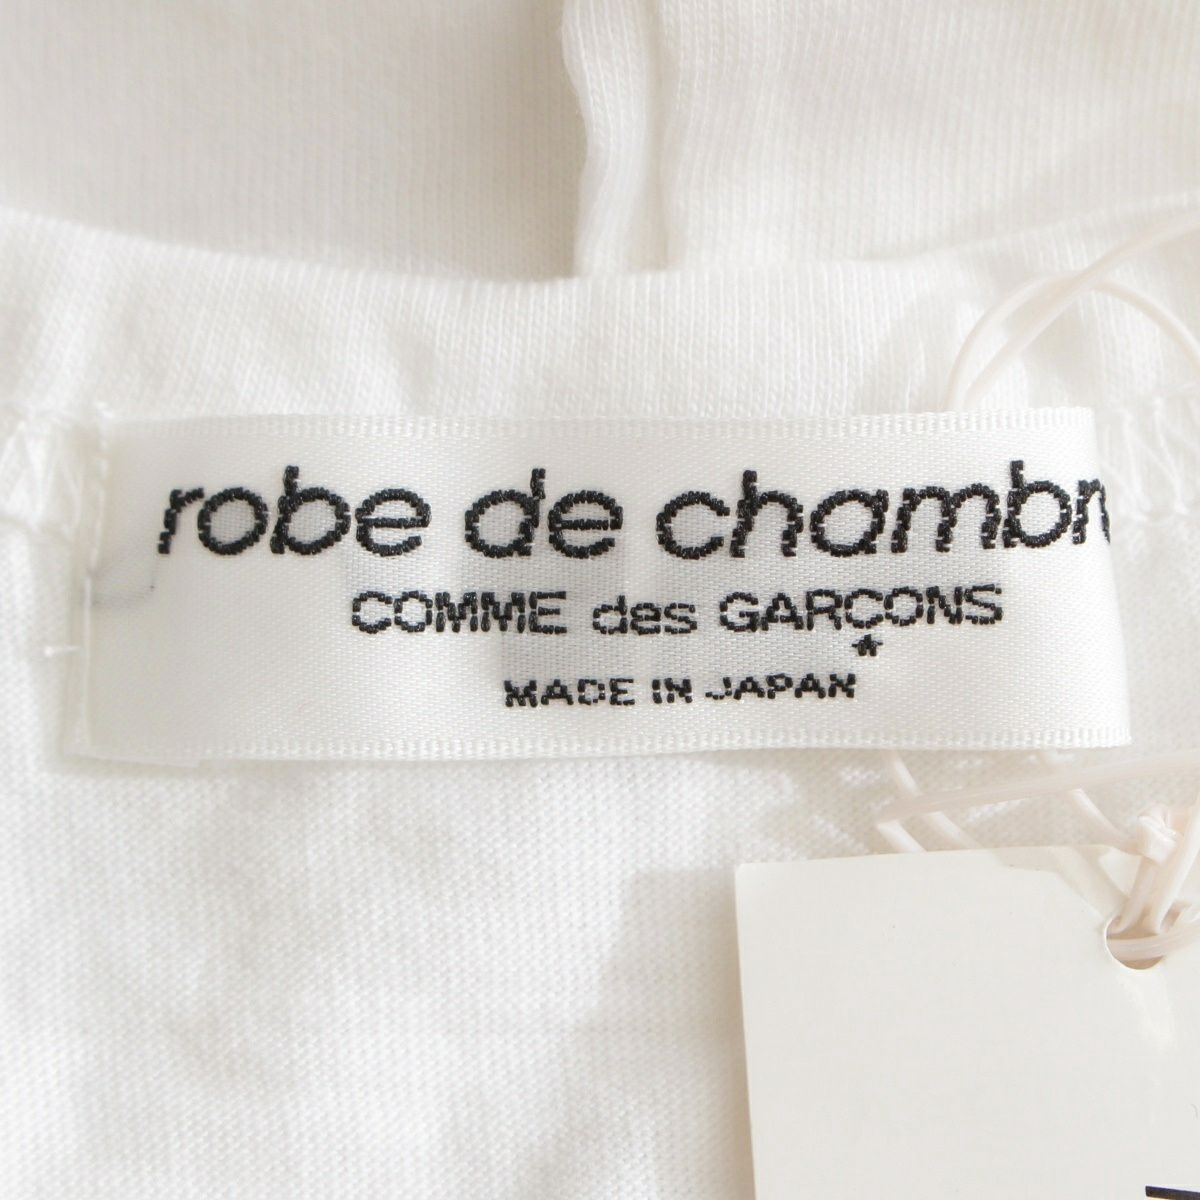 robe de chambr
COMME des GARÇONS
MADE IN JAPAN